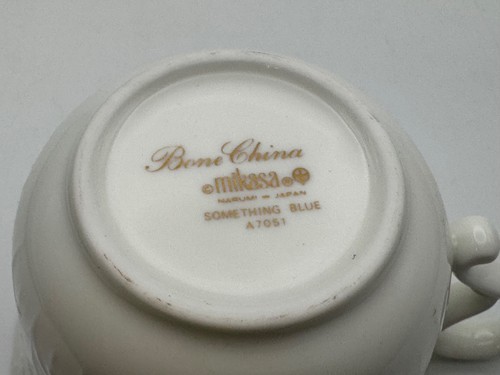 Bone China
©mikasa®
NARUMI — JAPAN
SOMETHING BLUE
A7051